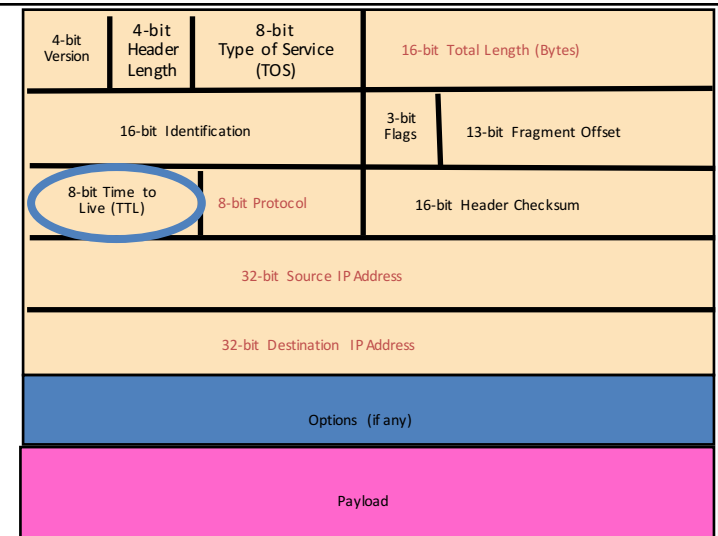 4-bit
Version
4-bit
Header
Length
8-bit
Type of Service
(TOS)
16-bit Total Length (Bytes)
16-bit Identification
3-bit
Flags
13-bit Fragment Offset
8-bit Time to
Live (TTL)
8-bit Protocol
16-bit Header Checksum
32-bit Source IP Address
32-bit Destination IP Address
Options (if any)
Payload